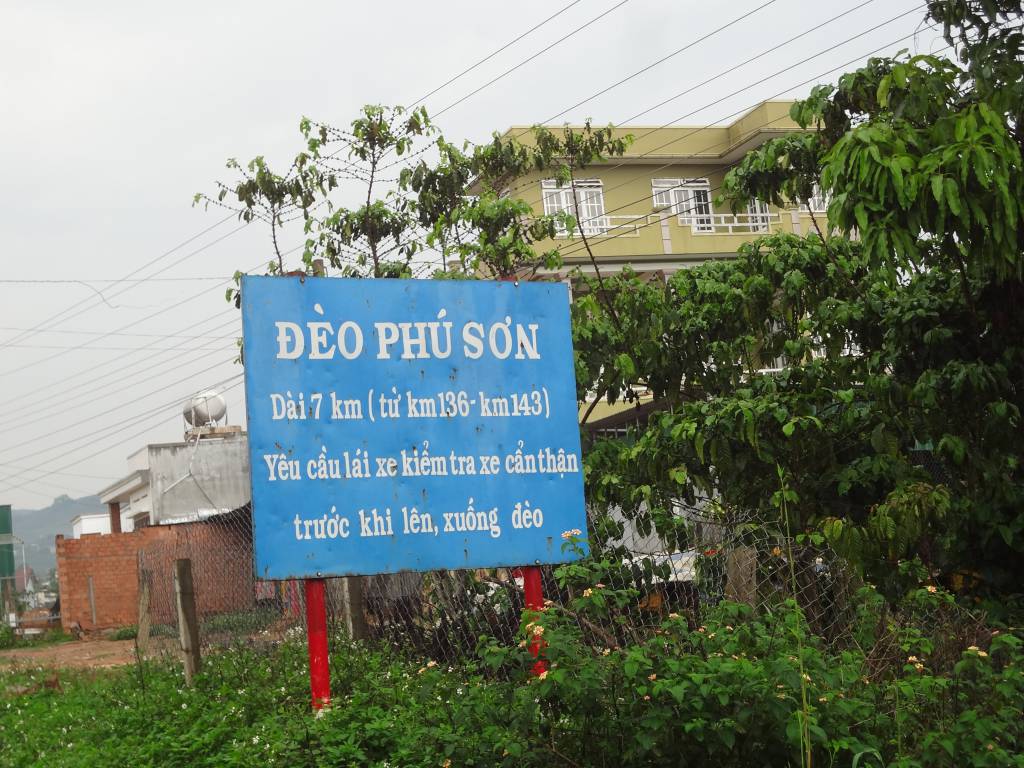 ĐÈO PHÚ SƠN
Dài 7 km ( từ km136 - km143)
Yêu cầu lái xe kiểm tra xe cẩn thận
trước khi lên, xuống đèo